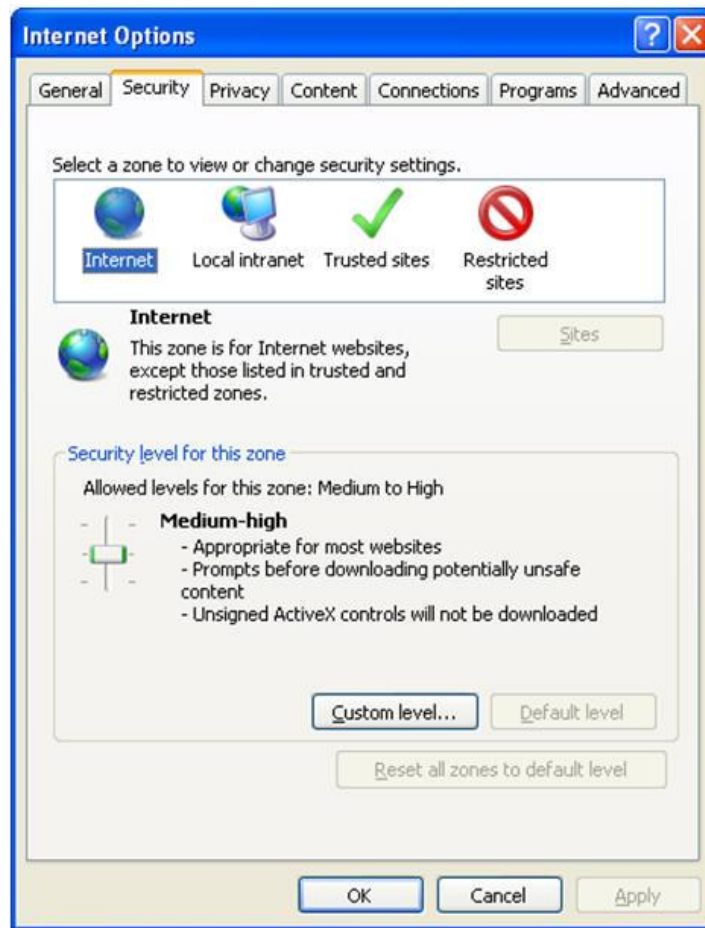 Internet Options
General Security Privacy Content Connections Programs Advanced
Select a zone to view or change security settings.
Internet Local intranet Trusted sites Restricted
sites
Internet
Sites
This zone is for Internet websites,
except those listed in trusted and
restricted zones.
Security level for this zone
Allowed levels for this zone: Medium to High
Medium-high
- Appropriate for most websites
- Prompts before downloading potentially unsafe
content
- Unsigned ActiveX controls will not be downloaded
Custom level... Default level
Reset all zones to default level
OK Cancel Apply